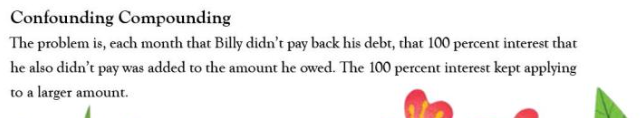 Confounding Compounding
The problem is, each month that Billy didn't pay back his debt, that 100 percent interest that
he also didn't pay was added to the amount he owed. The 100 percent interest kept applying
to a larger amount.